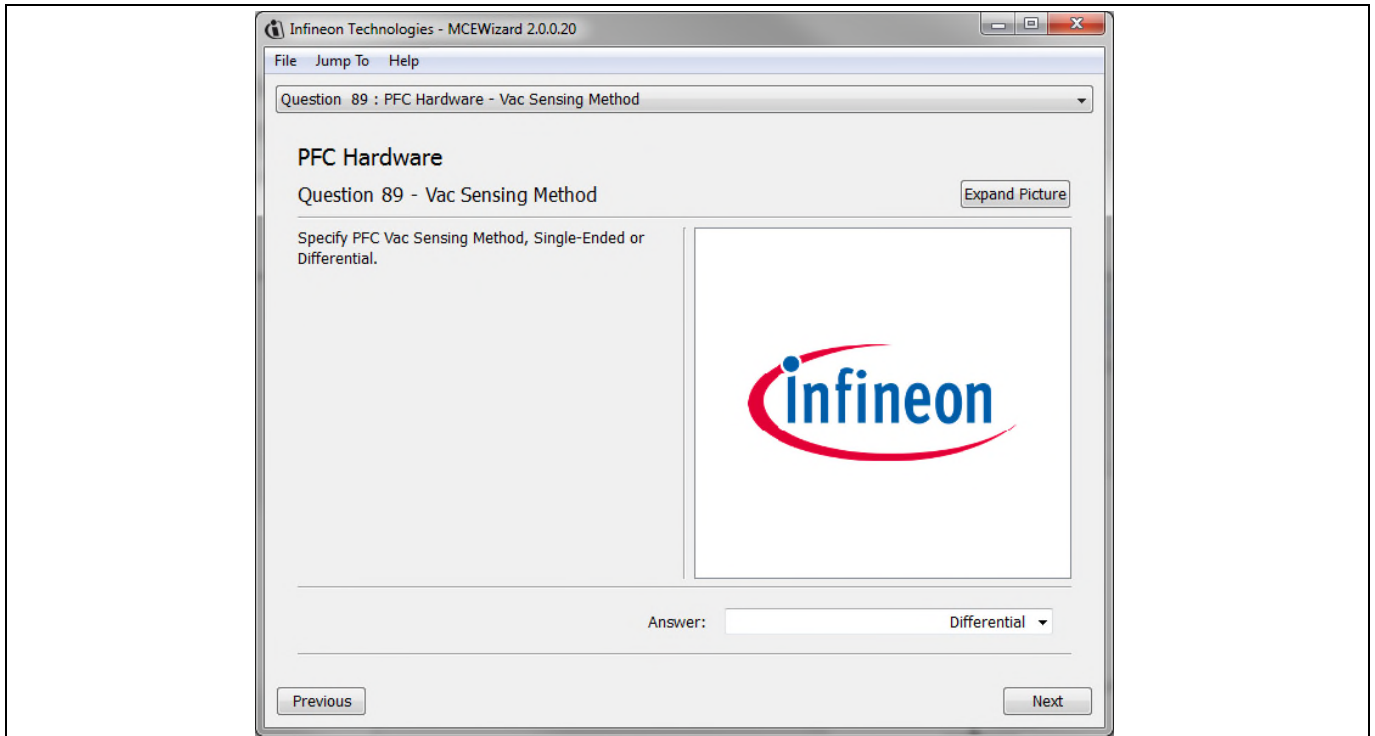 Infineon Technologies - MCEWizard 2.0.0.20
File Jump To Help
Question 89 : PFC Hardware - Vac Sensing Method
PFC Hardware
Question 89 - Vac Sensing Method
Expand Picture
Specify PFC Vac Sensing Method, Single-Ended or
Differential.
infineon
Answer:
Differential
Previous
Next